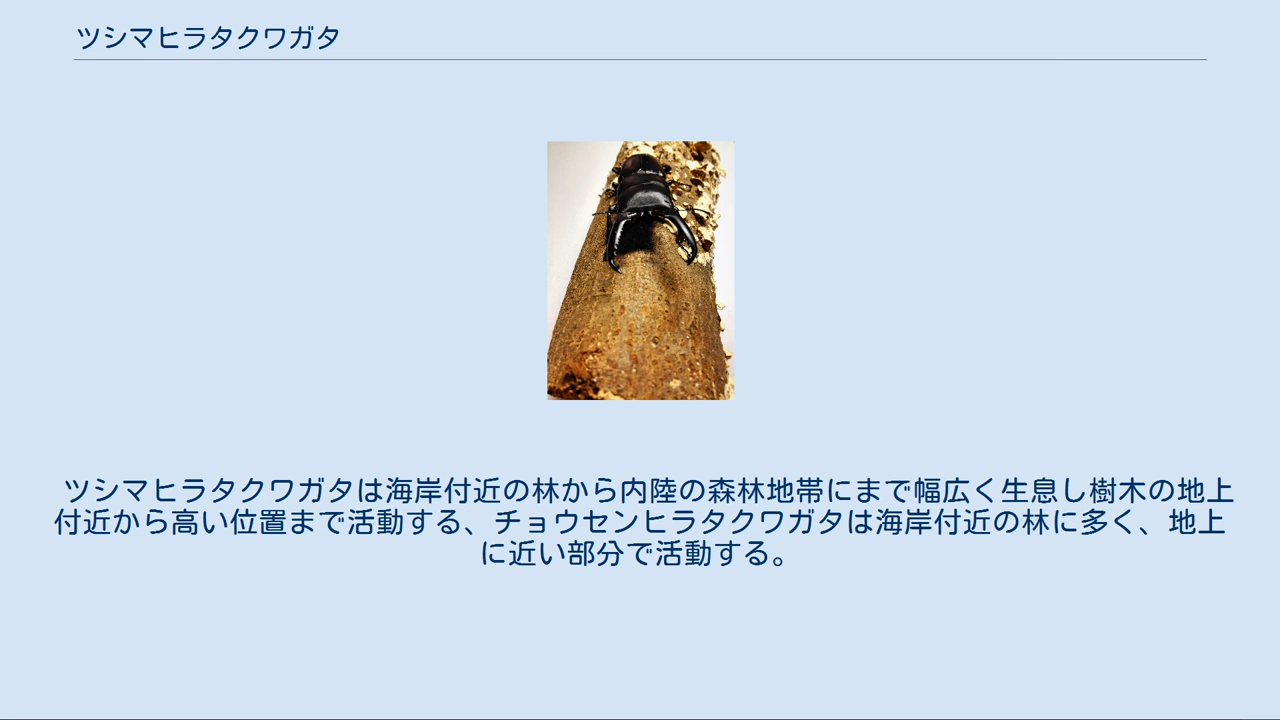 ツシマヒラタクワガタ
ツシマヒラタクワガタは海岸付近の林から内陸の森林地帯にまで幅広く生息し樹木の地上
付近から高い位置まで活動する、チョウセンヒラタクワガタは海岸付近の林に多く、地上
に近い部分で活動する。